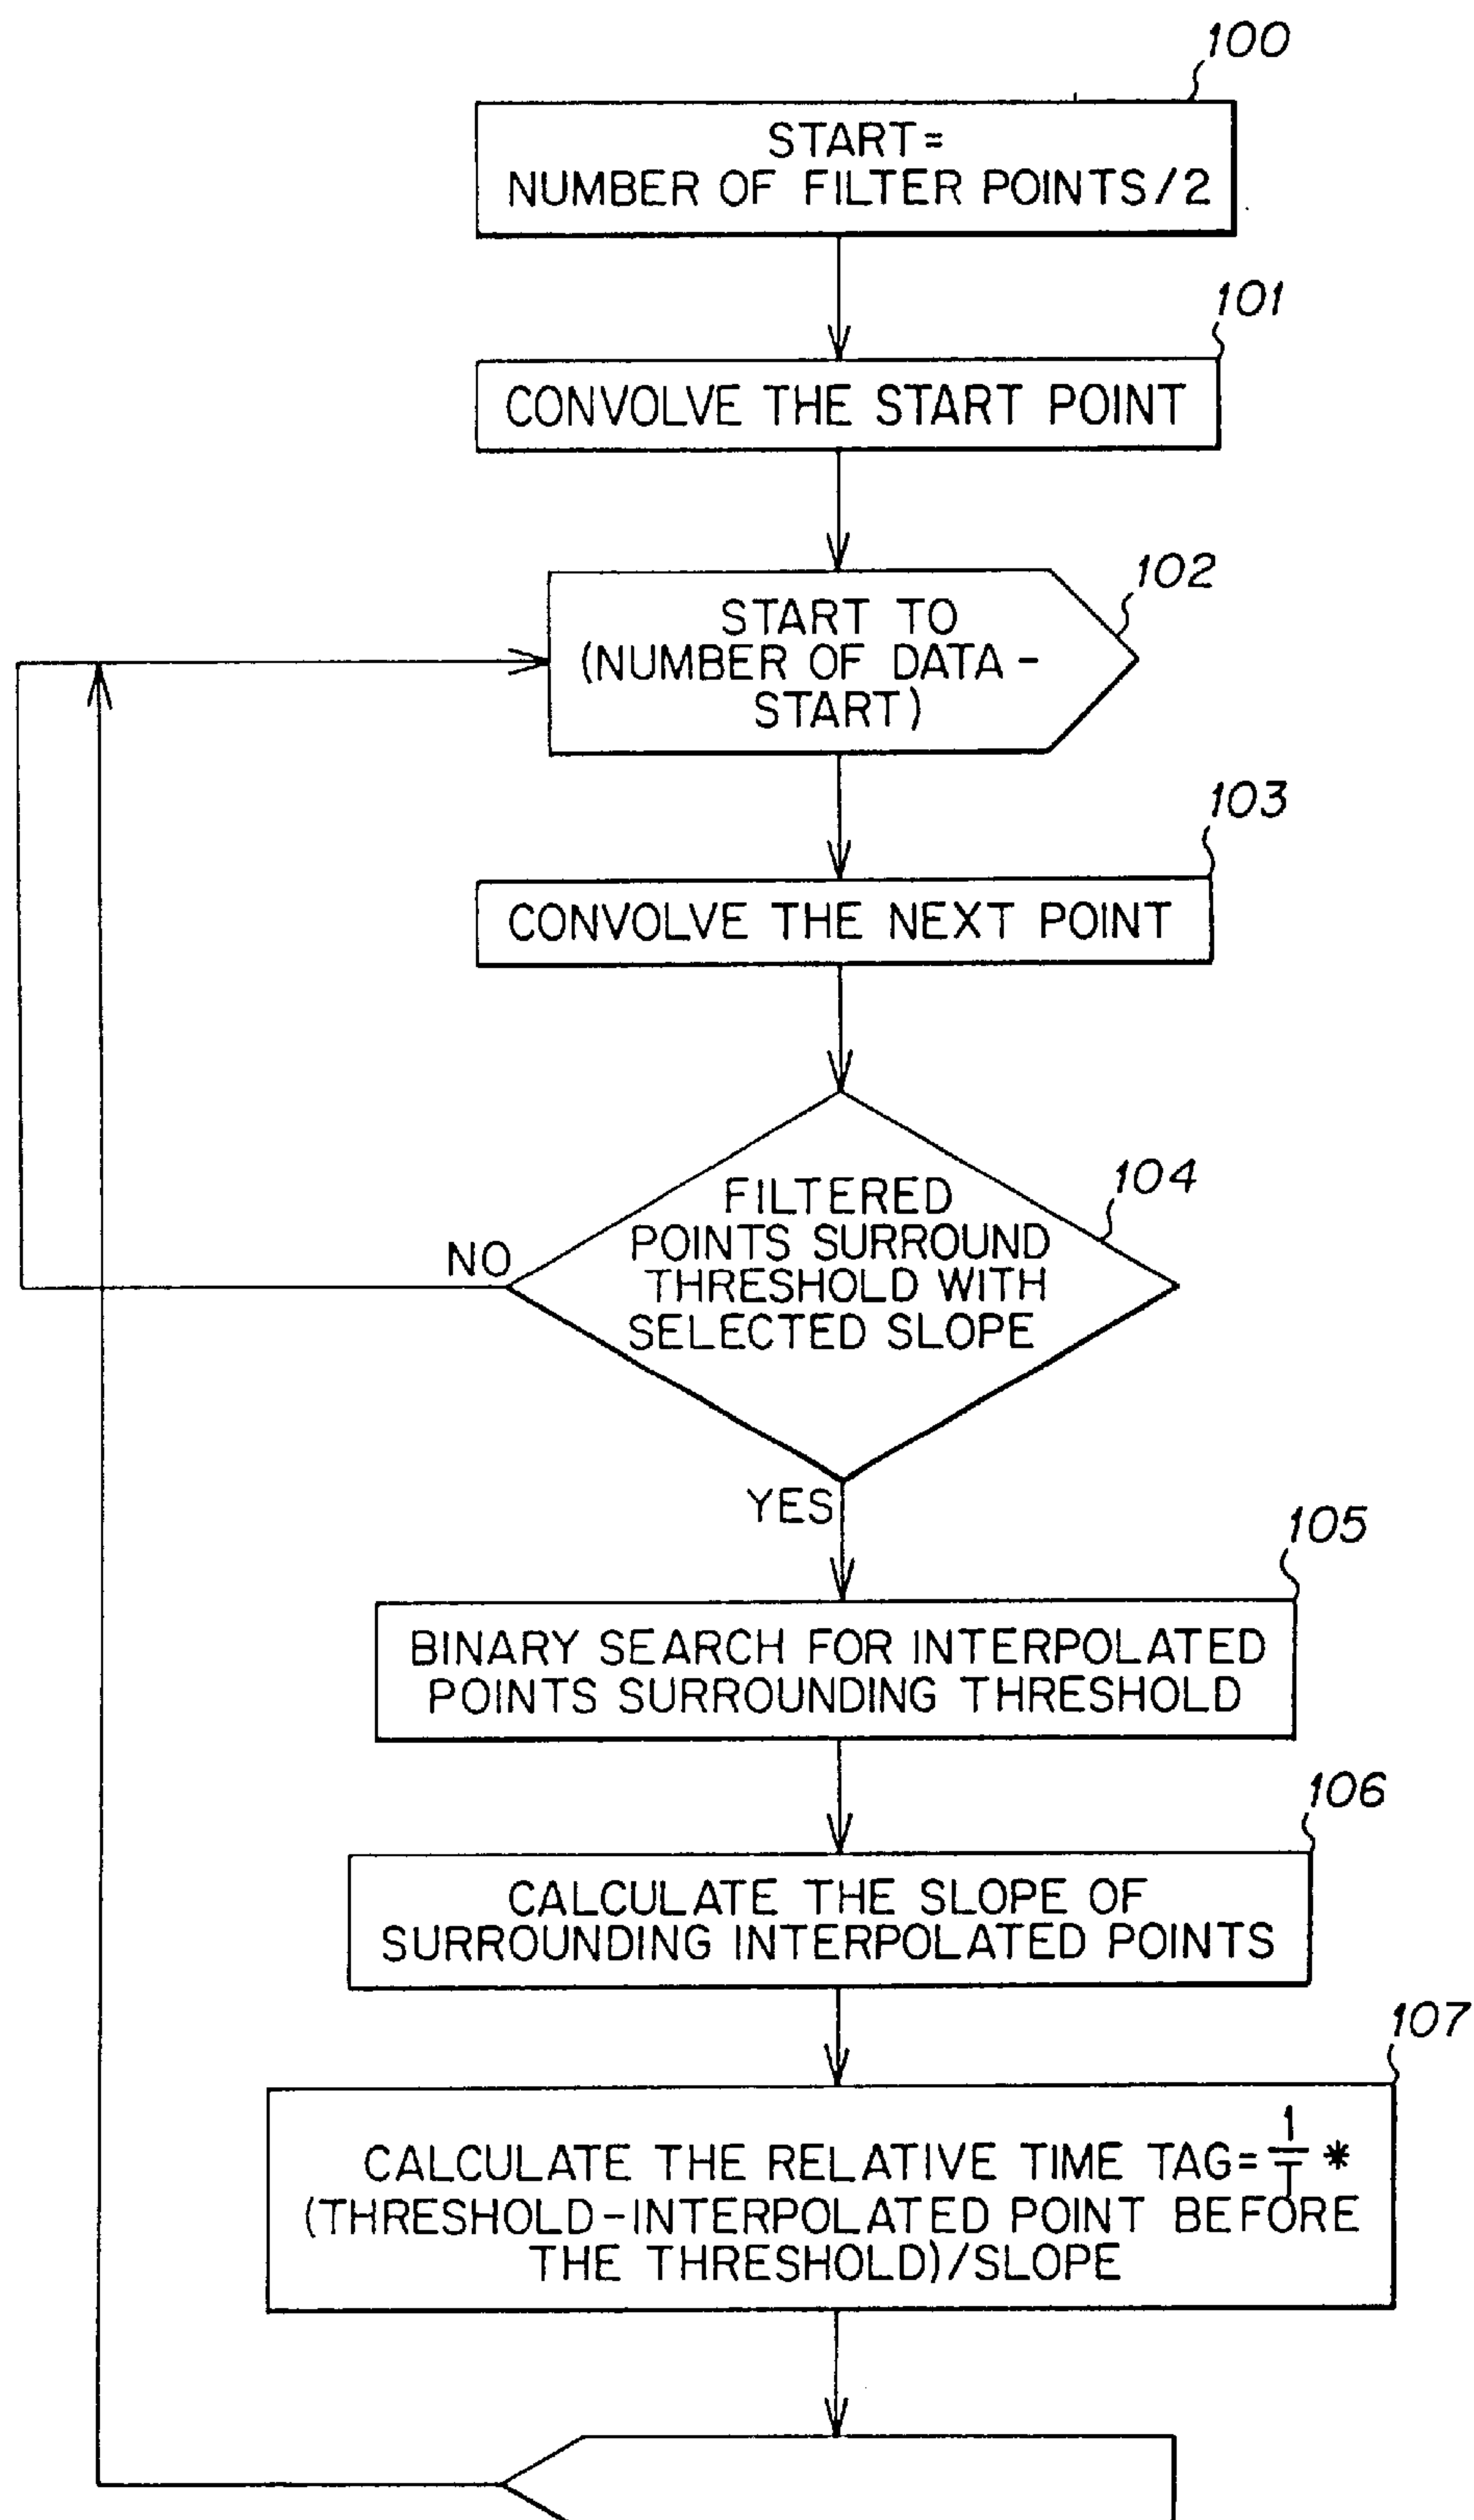 100
START=
NUMBER OF FILTER POINTS/2
101
CONVOLVE THE START POINT
102
START TO
(NUMBER OF DATA-
START)
103
CONVOLVE THE NEXT POINT
104
FILTERED
POINTS SURROUND
THRESHOLD WITH
SELECTED SLOPE
NO
YES
105
BINARY SEARCH FOR INTERPOLATED
POINTS SURROUNDING THRESHOLD
106
CALCULATE THE SLOPE OF
SURROUNDING INTERPOLATED POINTS
107
CALCULATE THE RELATIVE TIME TAG=1/T*
(THRESHOLD-INTERPOLATED POINT BEFORE
THE THRESHOLD)/SLOPE